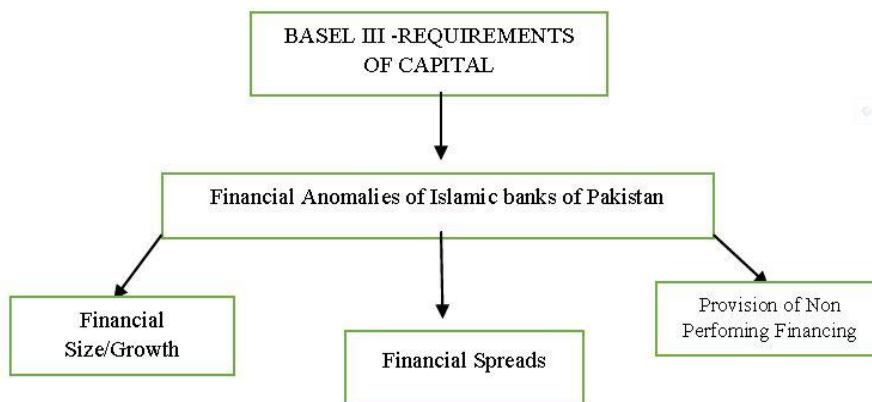 BASEL III -REQUIREMENTS
OF CAPITAL
Financial Anomalies of Islamic banks of Pakistan
Financial
Size/Growth
Financial Spreads
Provision of Non
Perfoming Financing